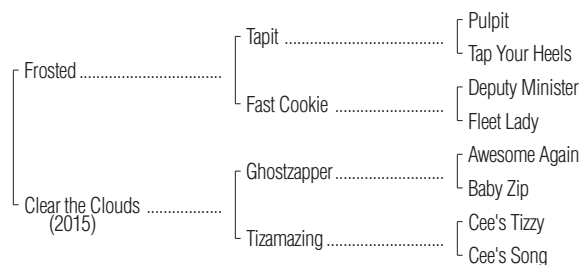 Pulpit
Tapit ................................................
Tap Your Heels
Frosted ..........................................
Deputy Minister
Fast Cookie ...................................
Fleet Lady
Awesome Again
Ghostzapper .................................
Baby Zip
Clear the Clouds ......................
(2015)
Cee's Tizzy
Tizamazing ...................................
Cee's Song